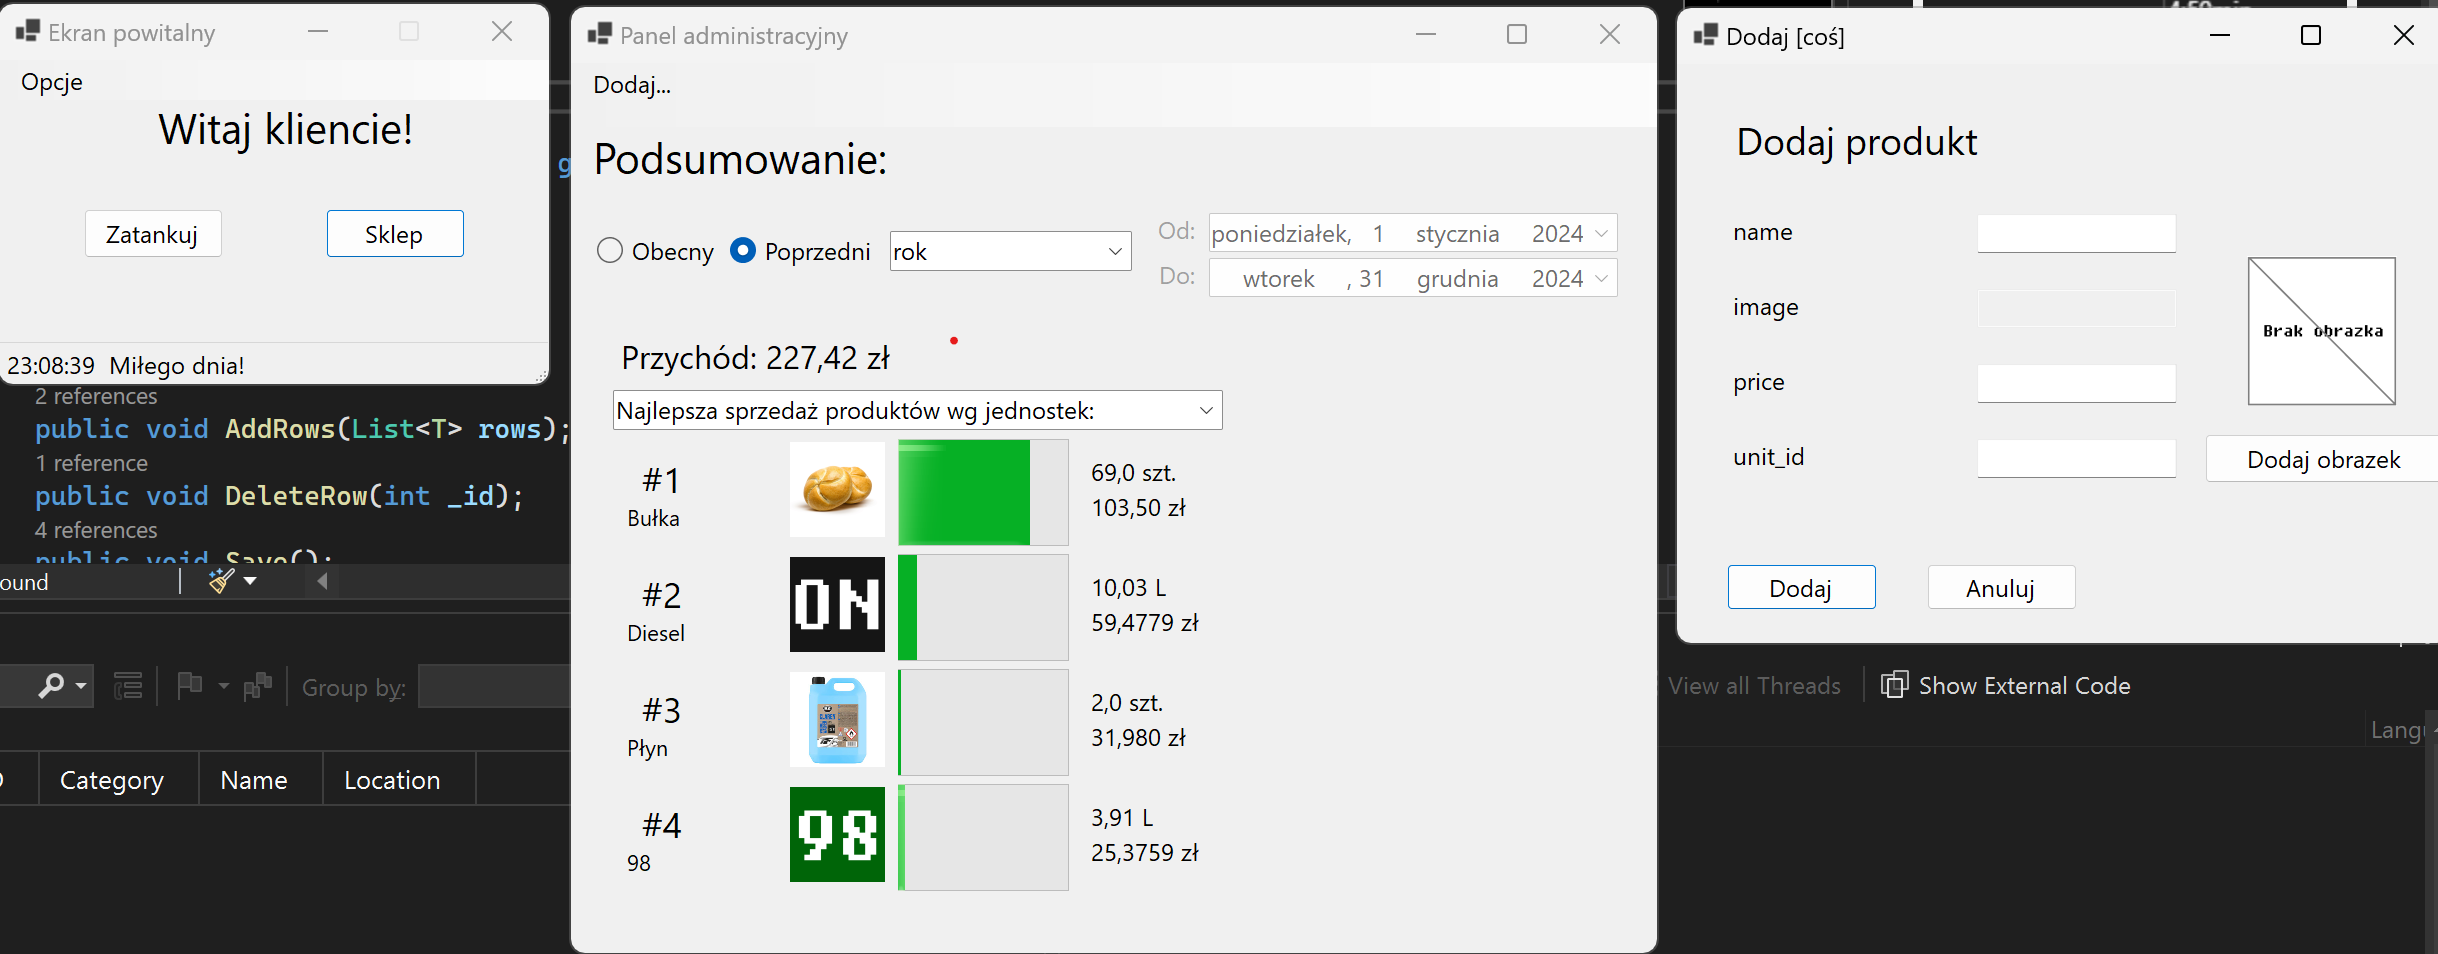 Ekran powitalny
Opcje
Witaj kliencie!
Zatankuj
Sklep
23:08:39 Miłego dnia!
2 references
public void AddRows(List<T> rows);
1 reference
public void DeleteRow(int _id);
4 references
public void Save();
ound
Group by:
Category
Name
Location
g
Panel administracyjny
Dodaj...
Podsumowanie:
Obecny
Poprzedni
rok
Od:
poniedziałek, 1 stycznia 2024
Do:
wtorek , 31 grudnia 2024
Przychód: 227,42 zł
Najlepsza sprzedaż produktów wg jednostek:
#1
Bułka
69,0 szt.
103,50 zł
#2
Diesel
ON
10,03 L
59,4779 zł
#3
Płyn
2,0 szt.
31,980 zł
#4
98
98
3,91 L
25,3759 zł
Dodaj [coś]
Dodaj produkt
name
image
price
unit_id
Brak obrazka
Dodaj obrazek
Dodaj
Anuluj
View all Threads
Show External Code
Langu